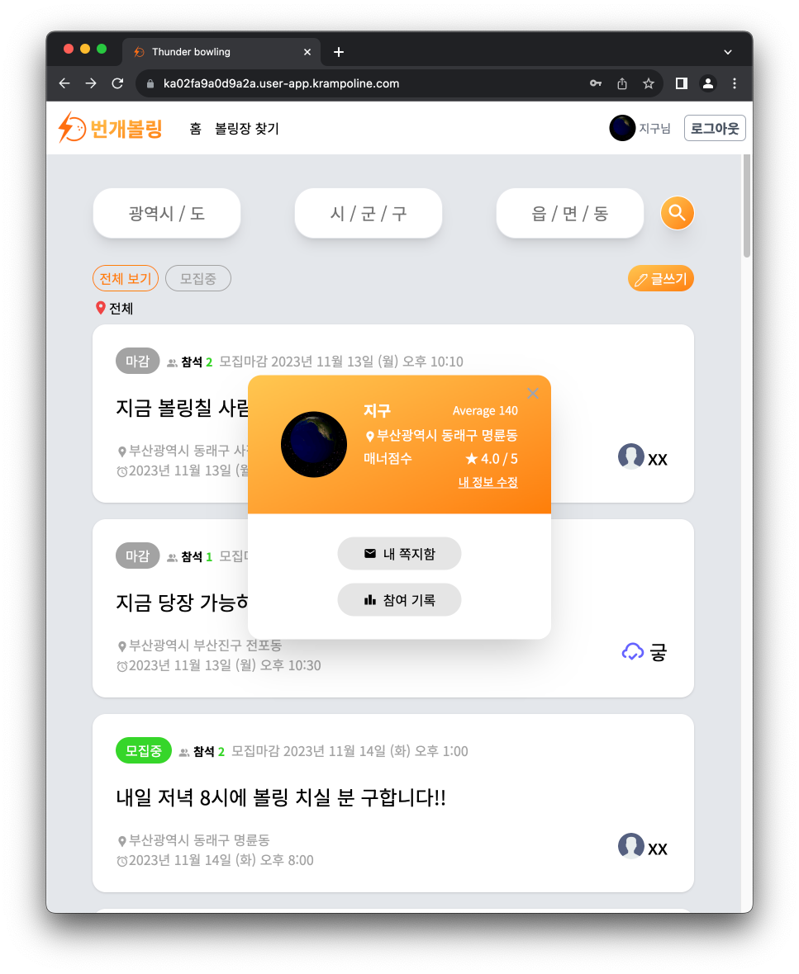 Thunder bowling
ka02fa9a0d9a2a.user-app.krampoline.com
번개볼링 홈 볼링장 찾기 지구님 로그아웃
광역시 / 도 시 / 군 / 구 읍 / 면 / 동
전체 보기 모집중 글쓰기
전체
마감 참석 2 모집마감 2023년 11월 13일 (월) 오후 10:10
지금 볼링칠 사람
부산광역시 동래구
2023년 11월 13일 (월
XX
지구 Average 140
부산광역시 동래구 명륜동
매너점수 ★ 4.0 / 5
내 정보 수정
내 쪽지함
참여 기록
마감 참석 1
지금 당장 가능
부산광역시 부산진구 전포동
2023년 11월 13일 (월) 오후 10:30
궇
모집중 참석 2 모집마감 2023년 11월 14일 (화) 오후 1:00
내일 저녁 8시에 볼링 치실 분 구합니다!!
부산광역시 동래구 명륜동
2023년 11월 14일 (화) 오후 8:00
XX